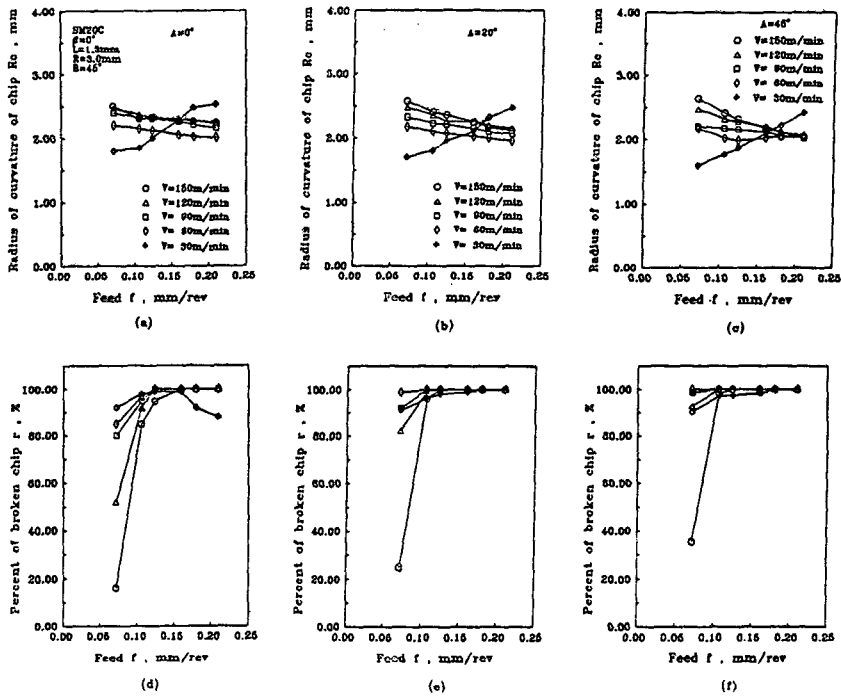 Radius of curvature of chip Rc, mm
4.00
3.00
2.00
1.00
0.00
0.00 0.05 0.10 0.15 0.20 0.25
Feed f , mm/rev
(a)
L=1.3mm
R=3.0mm
B=45°
A=0°
V=150m/min
V=120m/min
V= 90m/min
V= 60m/min
V= 30m/min
Radius of curvature of chip Rc, mm
4.00
3.00
2.00
1.00
0.00
0.00 0.05 0.10 0.15 0.20 0.25
Feed f , mm/rev
(b)
A=20°
V=150m/min
V=120m/min
V= 90m/min
V= 60m/min
V= 30m/min
Radius of curvature of chip Rc, mm
4.00
3.00
2.00
1.00
0.00
0.00 0.05 0.10 0.15 0.20 0.25
Feed f , mm/rev
(c)
V=150m/min
V=120m/min
V= 90m/min
V= 60m/min
V= 30m/min
Percent of broken chip r , %
100.00
80.00
60.00
40.00
20.00
0.00
0.00 0.05 0.10 0.15 0.20 0.25
Feed f , mm/rev
(d)
Percent of broken chip r , %
100.00
80.00
60.00
40.00
20.00
0.00
0.00 0.05 0.10 0.15 0.20 0.25
Feed f , mm/rev
(e)
Percent of broken chip r , %
100.00
80.00
60.00
40.00
20.00
0.00
0.00 0.05 0.10 0.15 0.20 0.25
Feed f , mm/rev
(f)